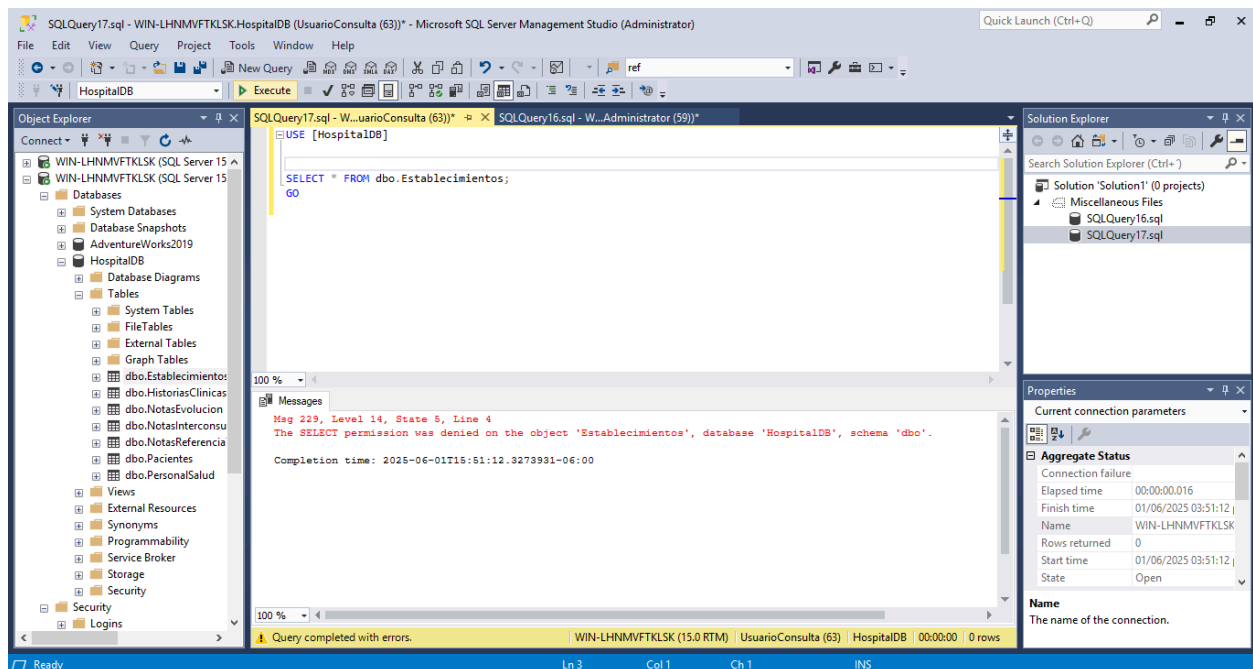 SQLQuery17.sql - WIN-LHNMVFTKLSK.HospitalDB (UsuarioConsulta (63))* - Microsoft SQL Server Management Studio (Administrator)
Quick Launch (Ctrl+Q)
File Edit View Query Project Tools Window Help
New Query
MDX DMX XMLA DAX
ref
HospitalDB
Execute
Object Explorer
Connect
WIN-LHNMVFTKLSK (SQL Server 15
WIN-LHNMVFTKLSK (SQL Server 15
Databases
System Databases
Database Snapshots
AdventureWorks2019
HospitalDB
Database Diagrams
Tables
System Tables
FileTables
External Tables
Graph Tables
dbo.Establecimientos
dbo.HistoriasClinicas
dbo.NotasEvolucion
dbo.NotasInterconsu
dbo.NotasReferencia
dbo.Pacientes
dbo.PersonalSalud
Views
External Resources
Synonyms
Programmability
Service Broker
Storage
Security
Security
Logins
SQLQuery17.sql - W...uarioConsulta (63))*
SQLQuery16.sql - W...Administrator (59))*
USE [HospitalDB]
SELECT * FROM dbo.Establecimientos;
GO
100 %
Messages
Msg 229, Level 14, State 5, Line 4
The SELECT permission was denied on the object 'Establecimientos', database 'HospitalDB', schema 'dbo'.
Completion time: 2025-06-01T15:51:12.3273931-06:00
100 %
Query completed with errors.
WIN-LHNMVFTKLSK (15.0 RTM)
UsuarioConsulta (63)
HospitalDB
00:00:00
0 rows
Solution Explorer
Search Solution Explorer (Ctrl+´)
Solution 'Solution1' (0 projects)
Miscellaneous Files
SQLQuery16.sql
SQLQuery17.sql
Properties
Current connection parameters
Aggregate Status
Connection failure
Elapsed time 00:00:00.016
Finish time 01/06/2025 03:51:12 p
Name WIN-LHNMVFTKLSK
Rows returned 0
Start time 01/06/2025 03:51:12 p
State Open
Name
The name of the connection.
Ready
Ln 3
Col 1
Ch 1
INS